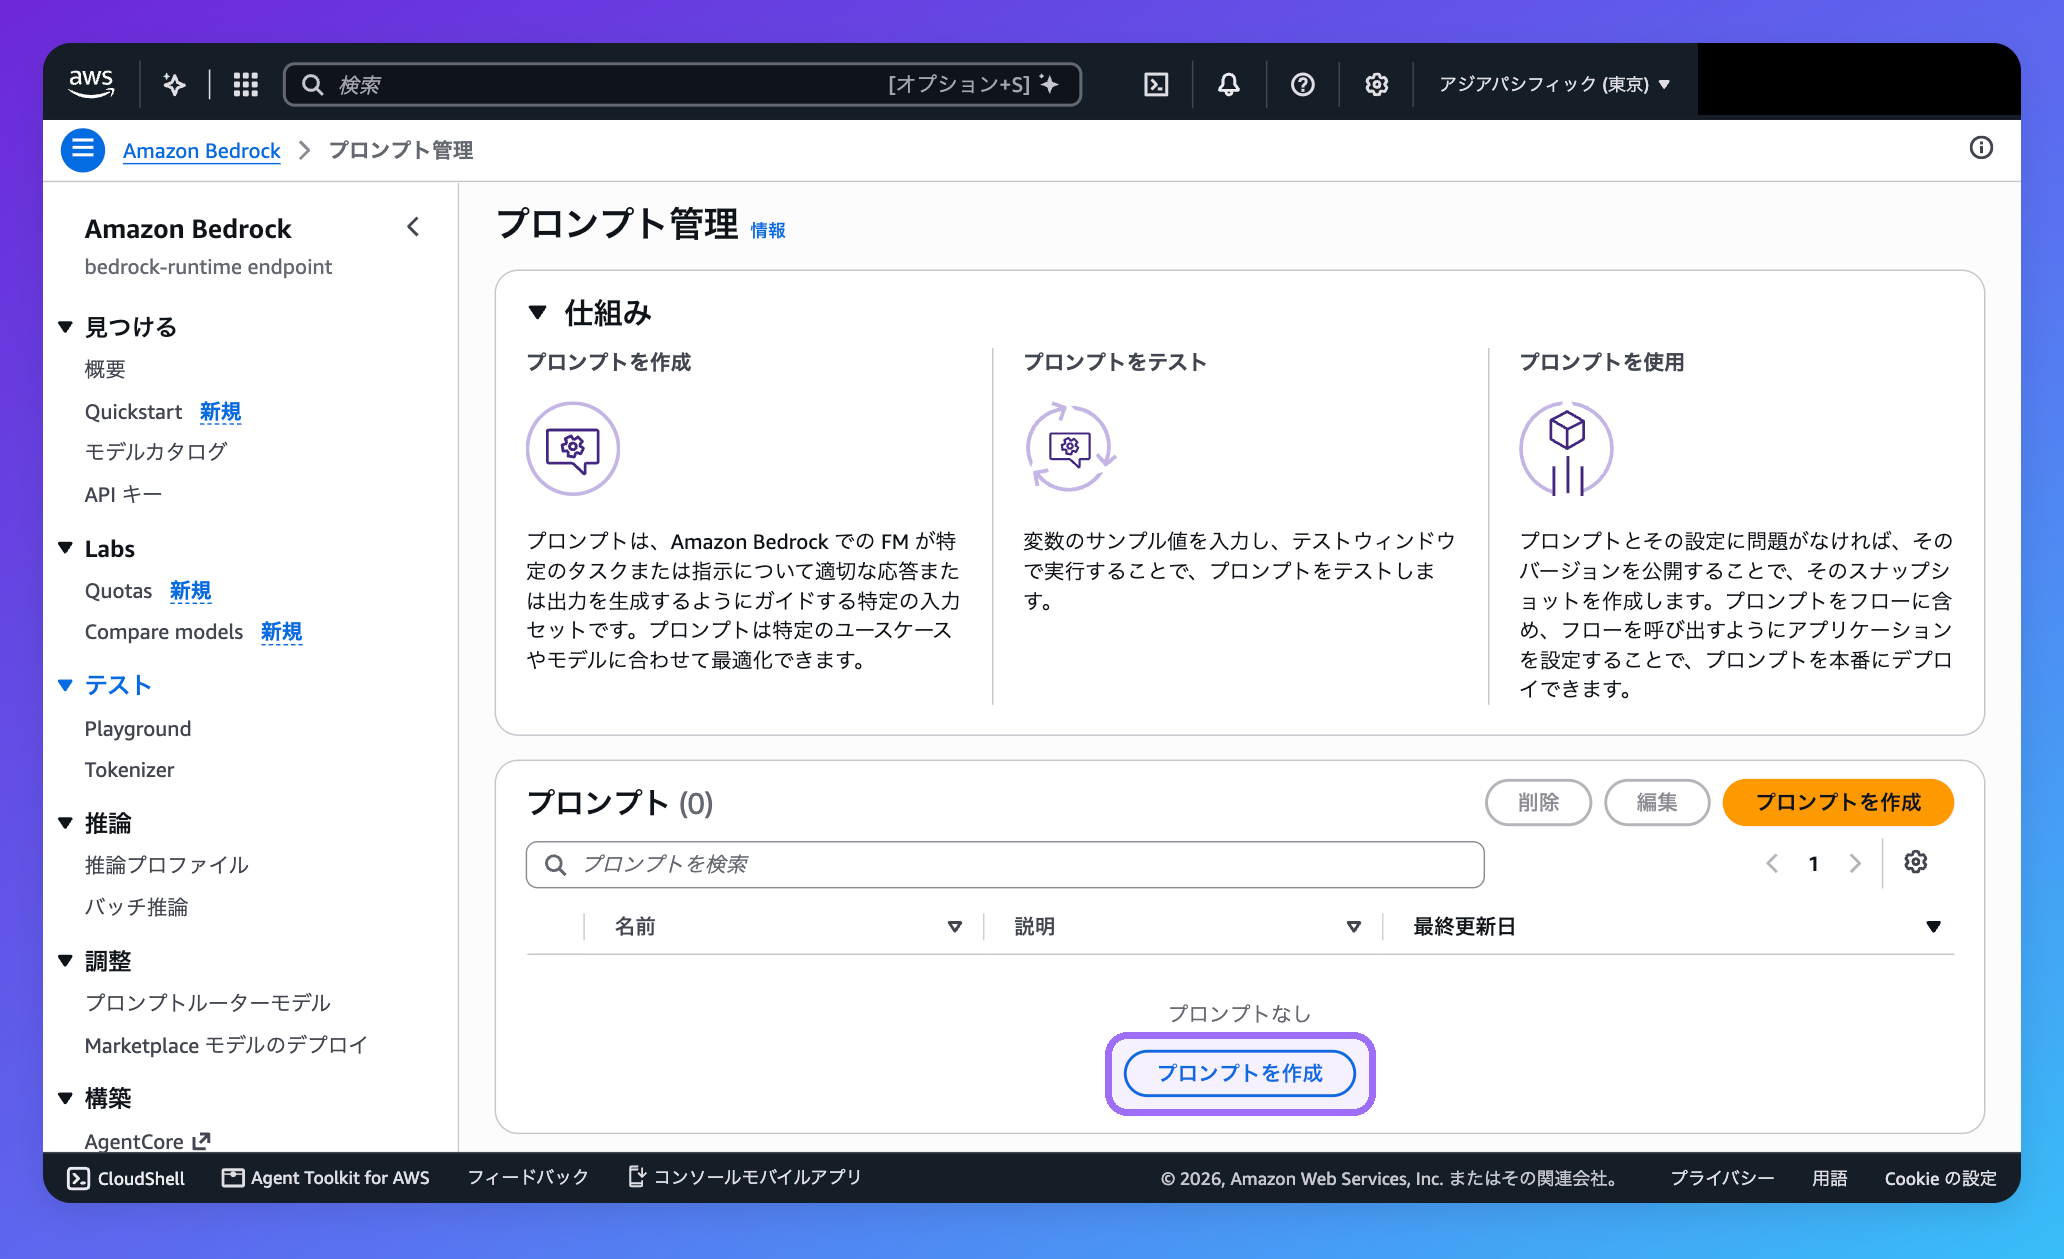 aws
検索
[オプション+S]
アジアパシフィック (東京) ▼
Amazon Bedrock
プロンプト管理
Amazon Bedrock
bedrock-runtime endpoint
▼ 見つける
概要
Quickstart 新規
モデルカタログ
API キー
▼ Labs
Quotas 新規
Compare models 新規
▼ テスト
Playground
Tokenizer
▼ 推論
推論プロファイル
バッチ推論
▼ 調整
プロンプトルーターモデル
Marketplace モデルのデプロイ
▼ 構築
AgentCore
プロンプト管理 情報
▼ 仕組み
プロンプトを作成
プロンプトは、Amazon Bedrock での FM が特
定のタスクまたは指示について適切な応答また
は出力を生成するようにガイドする特定の入力
セットです。プロンプトは特定のユースケース
やモデルに合わせて最適化できます。
プロンプトをテスト
変数のサンプル値を入力し、テストウィンドウ
で実行することで、プロンプトをテストしま
す。
プロンプトを使用
プロンプトとその設定に問題がなければ、その
バージョンを公開することで、そのスナップシ
ョットを作成します。プロンプトをフローに含
め、フローを呼び出すようにアプリケーション
を設定することで、プロンプトを本番にデプロ
イできます。
プロンプト (0)
削除
編集
プロンプトを作成
プロンプトを検索
1
名前
説明
最終更新日
プロンプトなし
プロンプトを作成
CloudShell
Agent Toolkit for AWS
フィードバック
コンソールモバイルアプリ
© 2026, Amazon Web Services, Inc. またはその関連会社。
プライバシー
用語
Cookie の設定